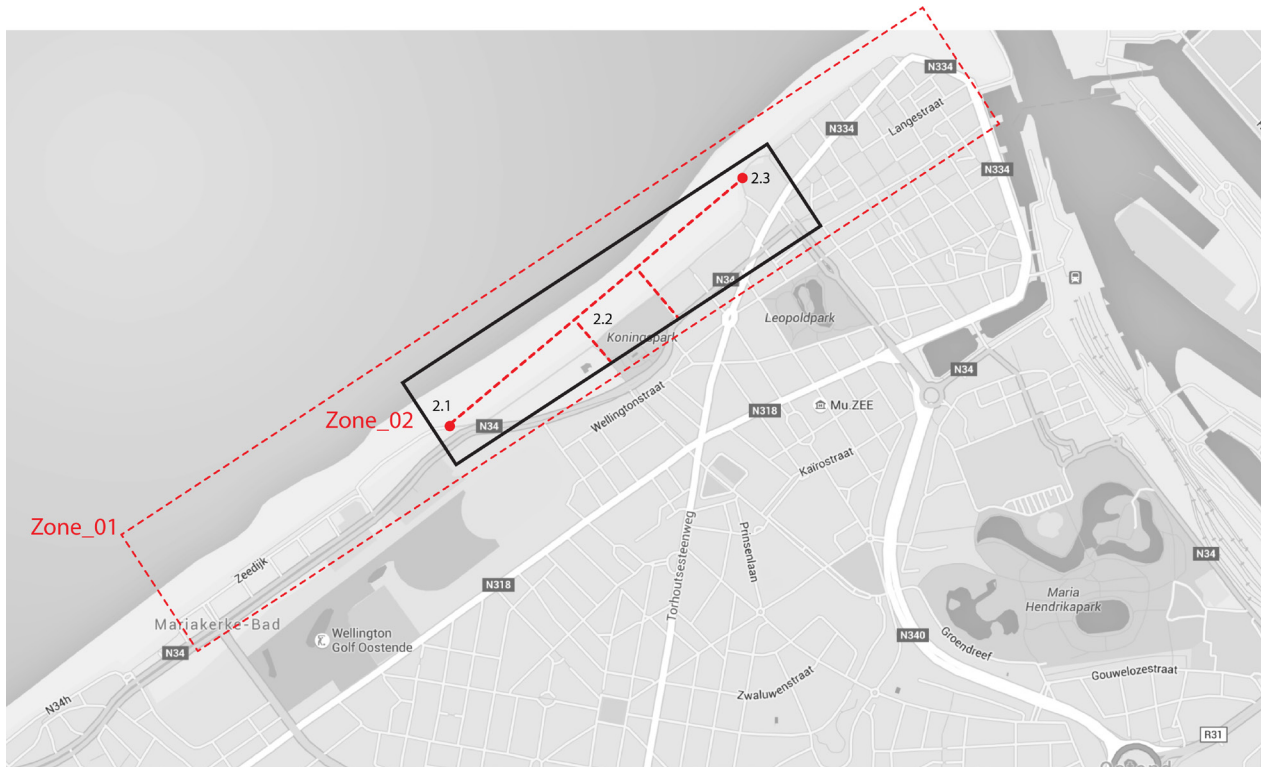 N334
Langestraat
N334
N334
2.3
N34
Leopoldpark
2.2
Koningspark
N34
2.1
Zone_02
N34
Wellingtonstraat
N318
Mu.ZEE
Kaïrostraat
Zone_01
Torhoutsesteenweg
Prinsenlaan
Zeedijk
N318
N34
Maria
Hendrikapark
Mariakerke-Bad
Wellington
Golf Oostende
N34
N340
Groendreef
Gouwelozestraat
Zwaluwenstraat
N34h
R31